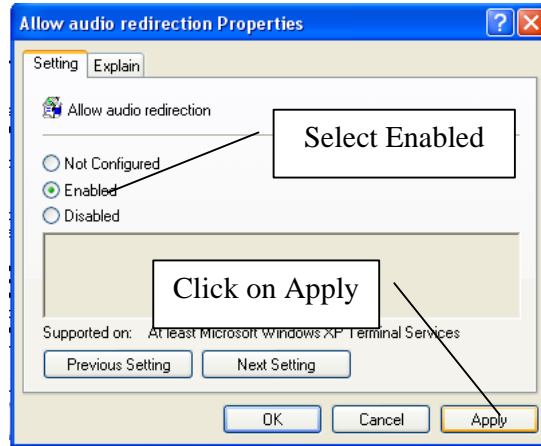 Allow audio redirection Properties
Setting
Explain
Allow audio redirection
Select Enabled
Not Configured
Enabled
Disabled
Click on Apply
Supported on: At least Microsoft Windows XP Terminal Services
Previous Setting
Next Setting
OK
Cancel
Apply